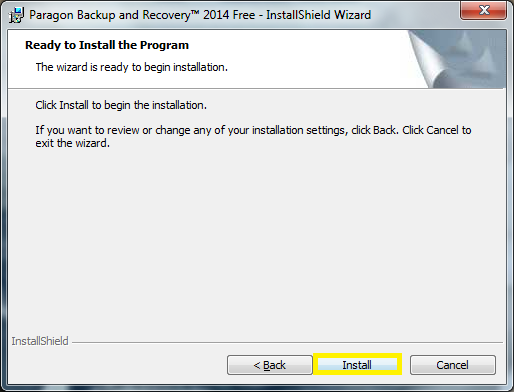 Paragon Backup and Recovery™ 2014 Free - InstallShield Wizard
Ready to Install the Program
The wizard is ready to begin installation.
Click Install to begin the installation.
If you want to review or change any of your installation settings, click Back. Click Cancel to
exit the wizard.
InstallShield
< Back Install Cancel